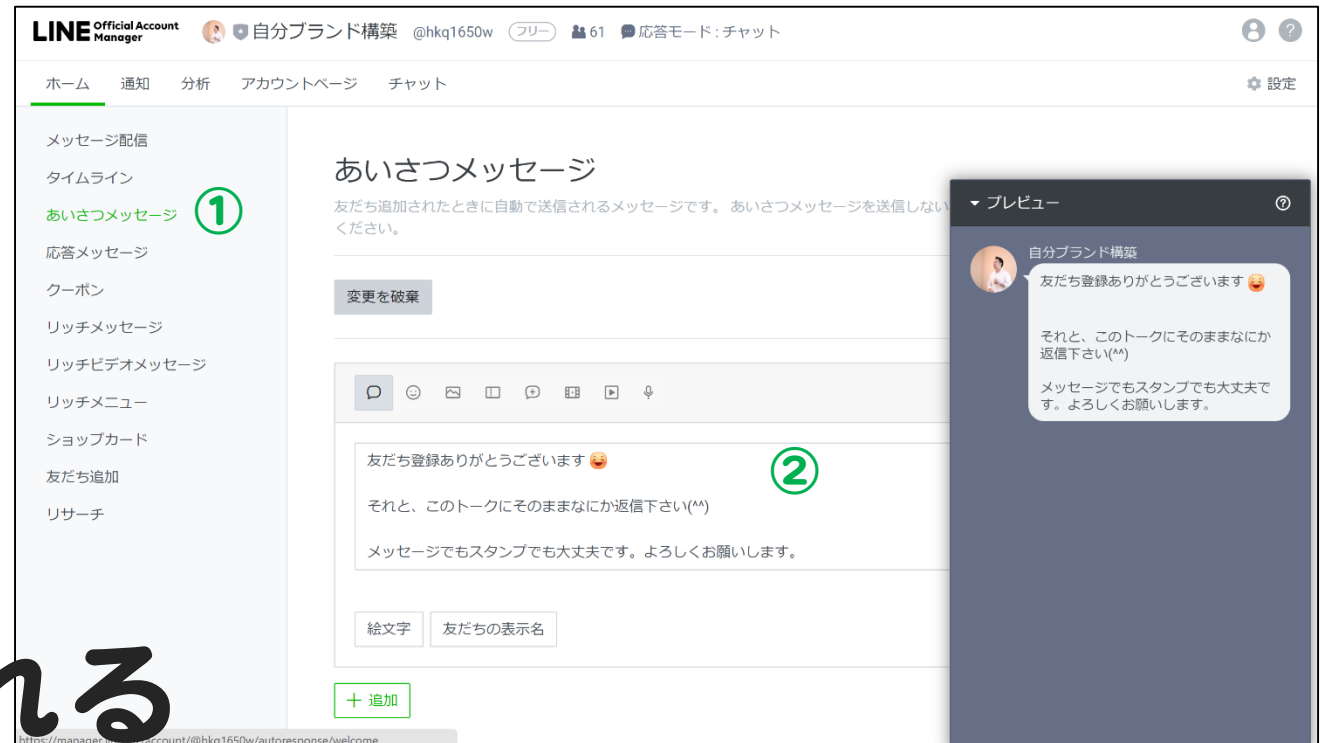 LINE Official Account Manager 自分ブランド構築 @hkq1650w フリー 61 応答モード : チャット
ホーム 通知 分析 アカウントページ チャット 設定
メッセージ配信
タイムライン
あいさつメッセージ
①
応答メッセージ
クーポン
リッチメッセージ
リッチビデオメッセージ
リッチメニュー
ショップカード
友だち追加
リサーチ
あいさつメッセージ
友だち追加されたときに自動で送信されるメッセージです。 あいさつメッセージを送信しない
ください。
変更を破棄
友だち登録ありがとうございます😆
②
それと、このトークにそのままなにか返信下さい(^^)
メッセージでもスタンプでも大丈夫です。よろしくお願いします。
絵文字 友だちの表示名
+ 追加
プレビュー
自分ブランド構築
友だち登録ありがとうございます😆
それと、このトークにそのままなにか
返信下さい(^^)
メッセージでもスタンプでも大丈夫で
す。よろしくお願いします。
れる